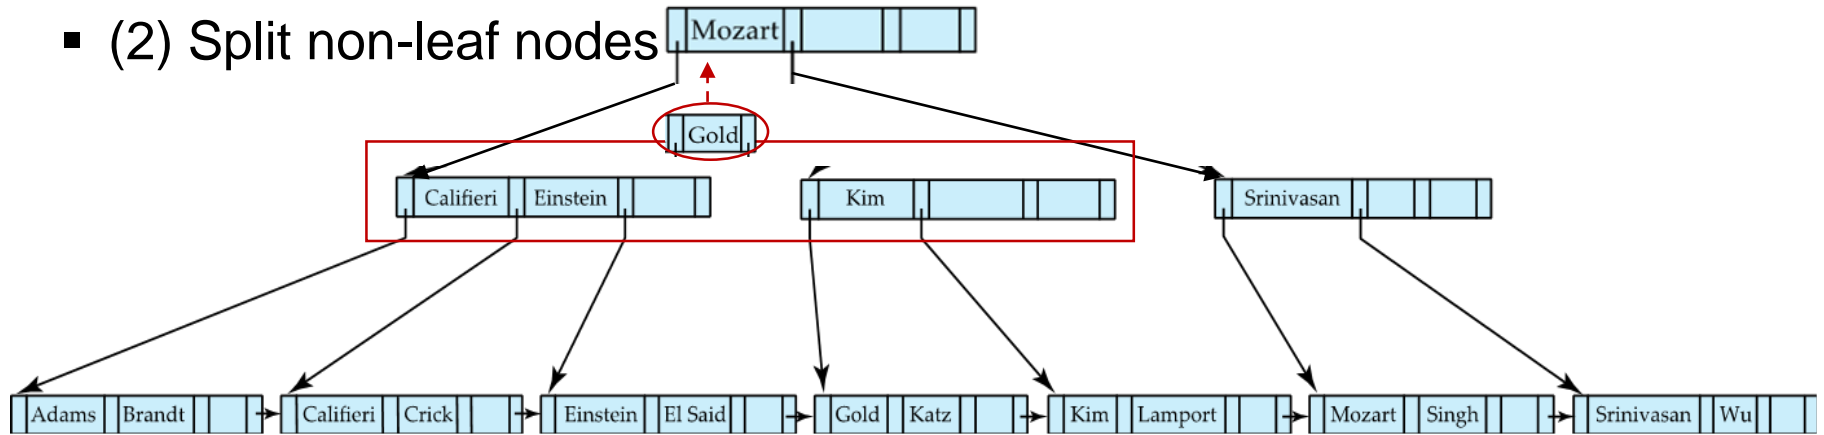 ▪ (2) Split non-leaf nodes
Mozart
Gold
Califieri Einstein
Kim
Srinivasan
Adams Brandt
Califieri Crick
Einstein El Said
Gold Katz
Kim Lamport
Mozart Singh
Srinivasan Wu